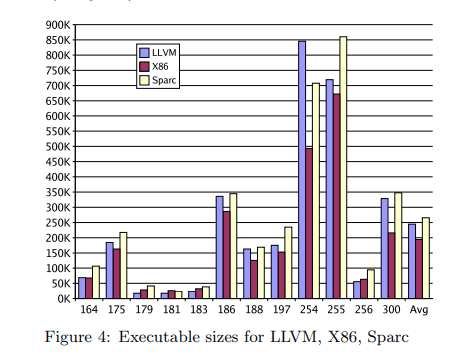 900K
850K
800K
750K
700K
650K
600K
550K
500K
450K
400K
350K
300K
250K
200K
150K
100K
50K
0K
LLVM
X86
Sparc
164 175 179 181 183 186 188 197 254 255 256 300 Avg
Figure 4: Executable sizes for LLVM, X86, Sparc